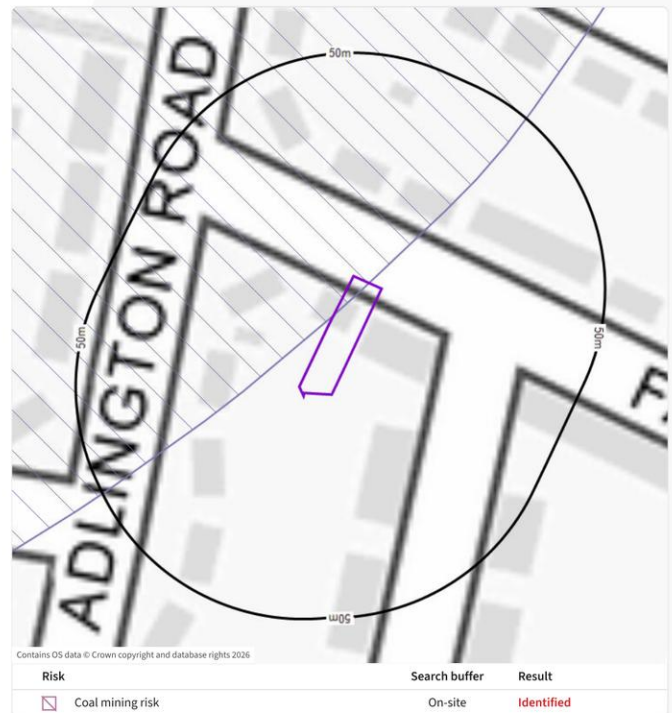 50m
ADLINGTON ROAD
50m
50m
F
50m
Contains OS data © Crown copyright and database rights 2026
Risk Search buffer Result
Coal mining risk On-site Identified